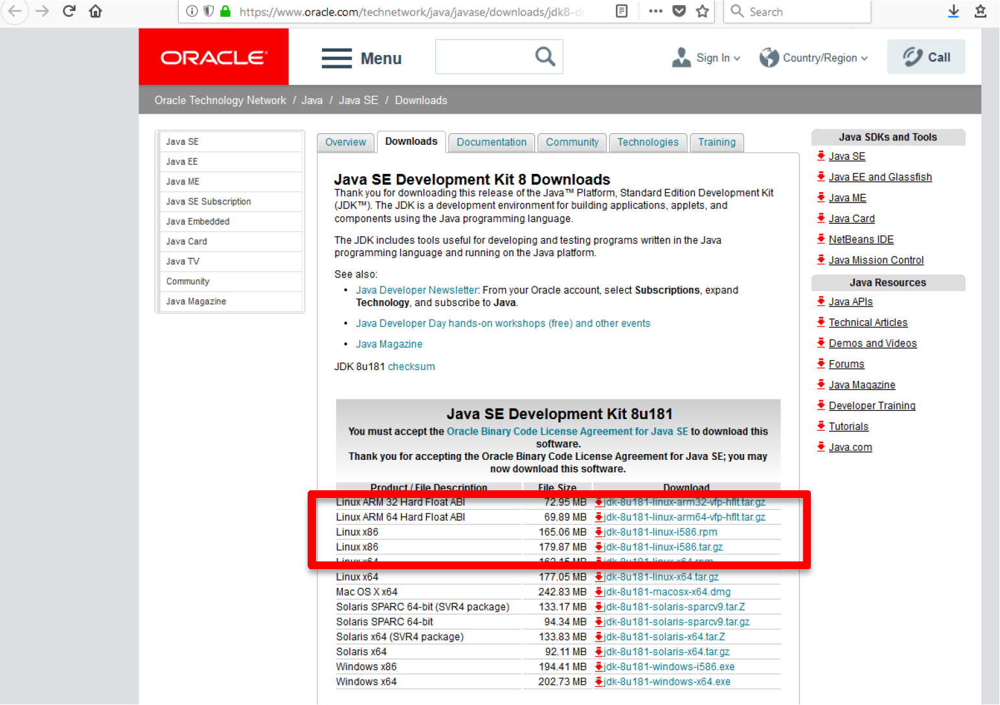 https://www.oracle.com/technetwork/java/javase/downloads/jdk8-d
Search
ORACLE
Menu
Sign In
Country/Region
Call
Oracle Technology Network / Java / Java SE / Downloads
Java SE
Java EE
Java ME
Java SE Subscription
Java Embedded
Java Card
Java TV
Community
Java Magazine
Overview
Downloads
Documentation
Community
Technologies
Training
Java SE Development Kit 8 Downloads
Thank you for downloading this release of the Java™ Platform, Standard Edition Development Kit
(JDK™). The JDK is a development environment for building applications, applets, and
components using the Java programming language.
The JDK includes tools useful for developing and testing programs written in the Java
programming language and running on the Java platform.
See also:
Java Developer Newsletter: From your Oracle account, select Subscriptions, expand
Technology, and subscribe to Java.
Java Developer Day hands-on workshops (free) and other events
Java Magazine
JDK 8u181 checksum
Java SE Development Kit 8u181
You must accept the Oracle Binary Code License Agreement for Java SE to download this
software.
Thank you for accepting the Oracle Binary Code License Agreement for Java SE; you may
now download this software.
Product / File Description File Size Download
Linux ARM 32 Hard Float ABI 72.95 MB jdk-8u181-linux-arm32-vfp-hflt.tar.gz
Linux ARM 64 Hard Float ABI 69.89 MB jdk-8u181-linux-arm64-vfp-hflt.tar.gz
Linux x86 165.06 MB jdk-8u181-linux-i586.rpm
Linux x86 179.87 MB jdk-8u181-linux-i586.tar.gz
Linux x64 162.15 MB jdk-8u181-linux-x64.rpm
Linux x64 177.05 MB jdk-8u181-linux-x64.tar.gz
Mac OS X x64 242.83 MB jdk-8u181-macosx-x64.dmg
Solaris SPARC 64-bit (SVR4 package) 133.17 MB jdk-8u181-solaris-sparcv9.tar.Z
Solaris SPARC 64-bit 94.34 MB jdk-8u181-solaris-sparcv9.tar.gz
Solaris x64 (SVR4 package) 133.83 MB jdk-8u181-solaris-x64.tar.Z
Solaris x64 92.11 MB jdk-8u181-solaris-x64.tar.gz
Windows x86 194.41 MB jdk-8u181-windows-i586.exe
Windows x64 202.73 MB jdk-8u181-windows-x64.exe
Java SDKs and Tools
Java SE
Java EE and Glassfish
Java ME
Java Card
NetBeans IDE
Java Mission Control
Java Resources
Java APIs
Technical Articles
Demos and Videos
Forums
Java Magazine
Developer Training
Tutorials
Java.com